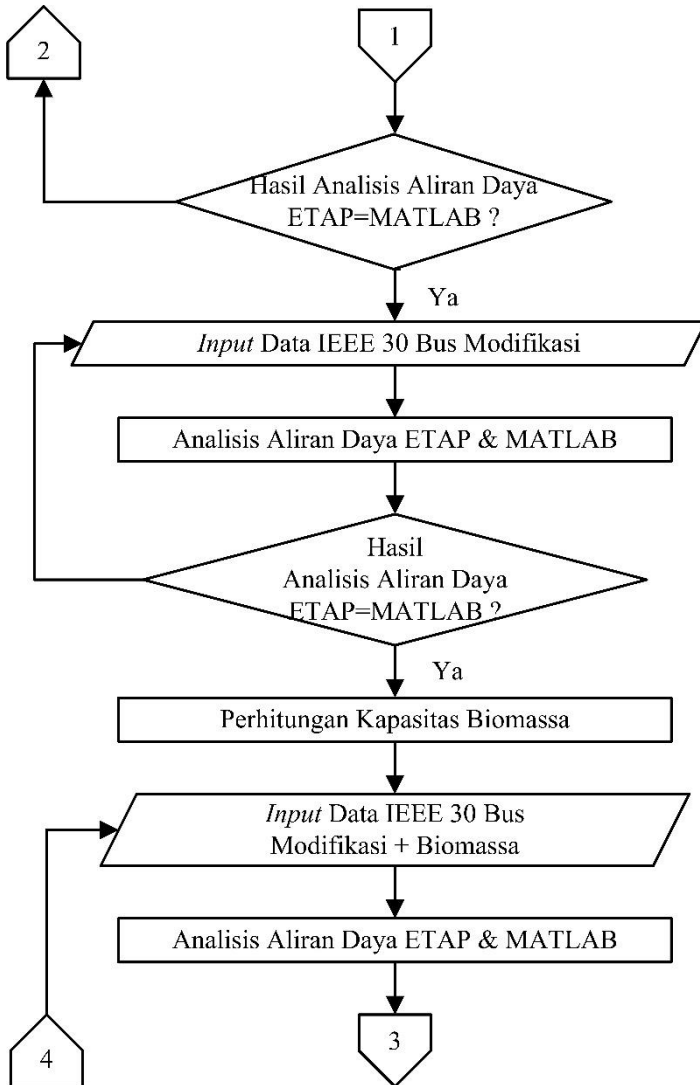 2
1
Hasil Analisis Aliran Daya
ETAP=MATLAB ?
Ya
Input Data IEEE 30 Bus Modifikasi
Analisis Aliran Daya ETAP & MATLAB
Hasil
Analisis Aliran Daya
ETAP=MATLAB ?
Ya
Perhitungan Kapasitas Biomassa
Input Data IEEE 30 Bus
Modifikasi + Biomassa
Analisis Aliran Daya ETAP & MATLAB
4
3